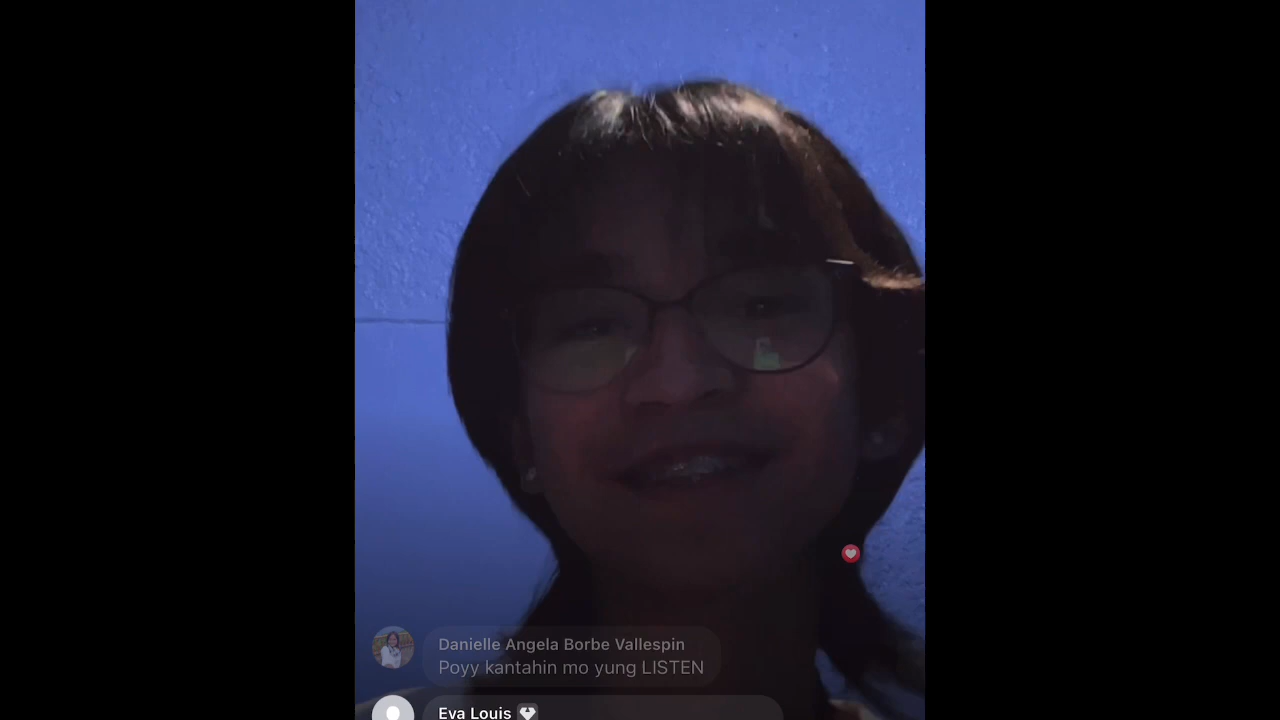 Danielle Angela Borbe Vallespin
Poyy kantahin mo yung LISTEN
Eva Louis